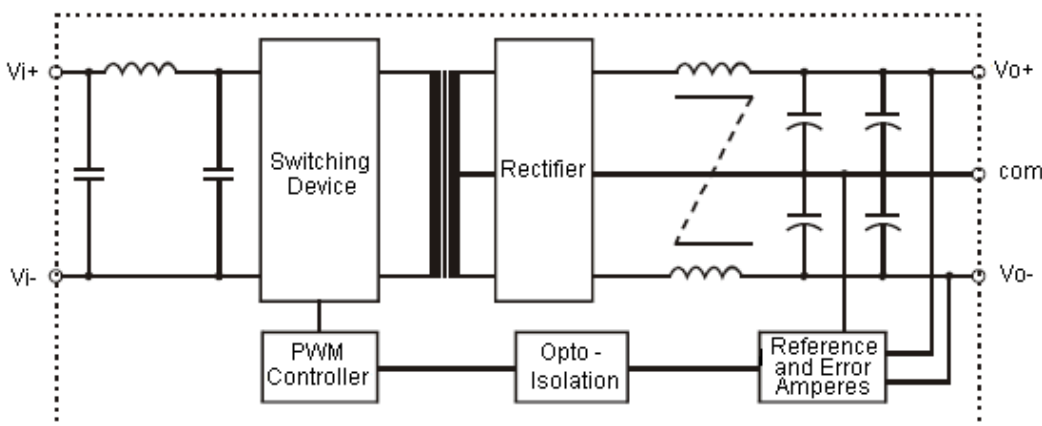 Vi+
Switching
Device
Rectifier
Vo+
com
Vi-
Vo-
PWM
Controller
Opto -
Isolation
Reference
and Error
Amperes